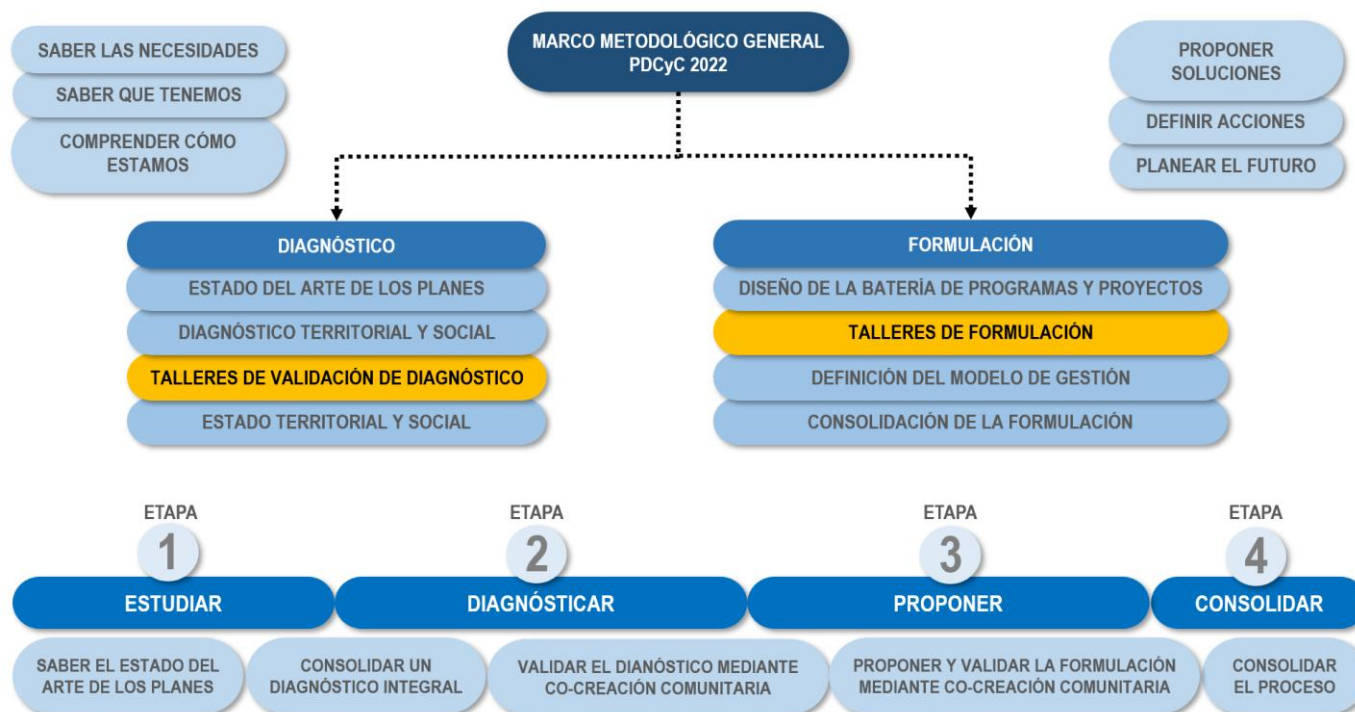 SABER LAS NECESIDADES
SABER QUE TENEMOS
COMPRENDER CÓMO
ESTAMOS
MARCO METODOLÓGICO GENERAL
PDCyC 2022
PROPONER
SOLUCIONES
DEFINIR ACCIONES
PLANEAR EL FUTURO
DIAGNÓSTICO
ESTADO DEL ARTE DE LOS PLANES
DIAGNÓSTICO TERRITORIAL Y SOCIAL
TALLERES DE VALIDACIÓN DE DIAGNÓSTICO
ESTADO TERRITORIAL Y SOCIAL
FORMULACIÓN
DISEÑO DE LA BATERÍA DE PROGRAMAS Y PROYECTOS
TALLERES DE FORMULACIÓN
DEFINICIÓN DEL MODELO DE GESTIÓN
CONSOLIDACIÓN DE LA FORMULACIÓN
ETAPA
1
ESTUDIAR
ETAPA
2
DIAGNÓSTICAR
ETAPA
3
PROPONER
ETAPA
4
CONSOLIDAR
SABER EL ESTADO DEL
ARTE DE LOS PLANES
CONSOLIDAR UN
DIAGNÓSTICO INTEGRAL
VALIDAR EL DIANÓSTICO MEDIANTE
CO-CREACIÓN COMUNITARIA
PROPONER Y VALIDAR LA FORMULACIÓN
MEDIANTE CO-CREACIÓN COMUNITARIA
CONSOLIDAR
EL PROCESO